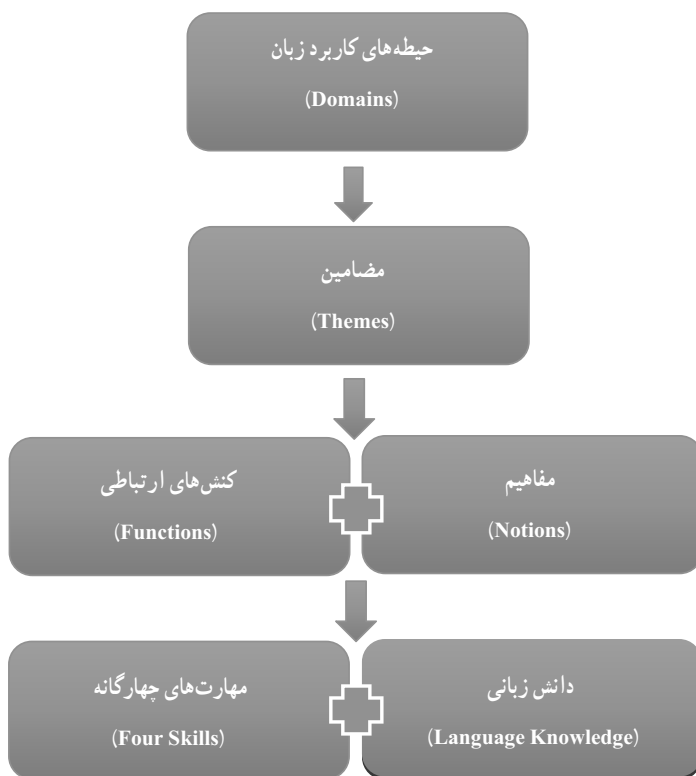 حیطه‌های کاربرد زبان
(Domains)
مضامین
(Themes)
مفاهیم
(Notions)
کنش‌های ارتباطی
(Functions)
دانش زبانی
(Language Knowledge)
مهارت‌های چهارگانه
(Four Skills)